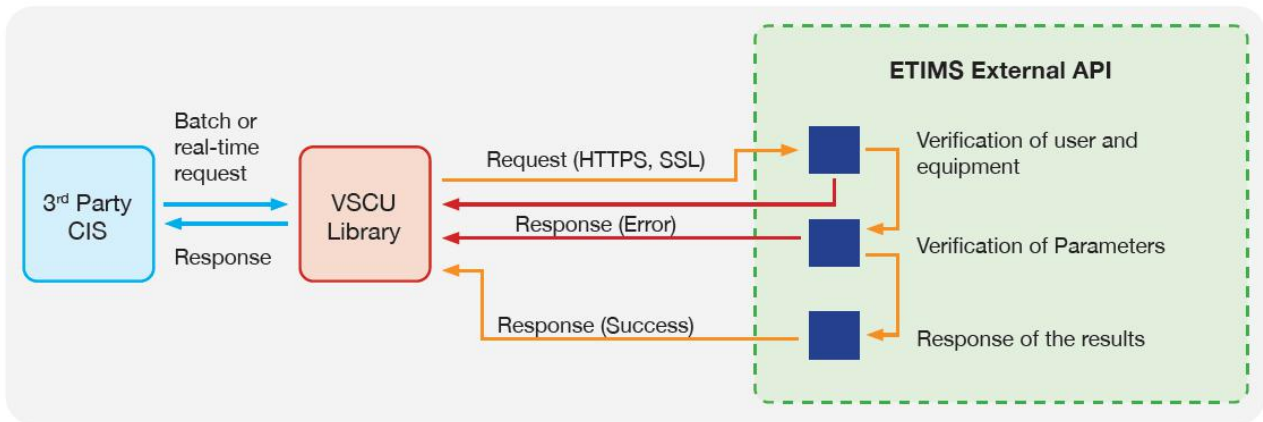 ETIMS External API
Batch or
real-time
request
3rd Party
CIS
Response
VSCU
Library
Request (HTTPS, SSL)
Response (Error)
Response (Success)
Verification of user and
equipment
Verification of Parameters
Response of the results